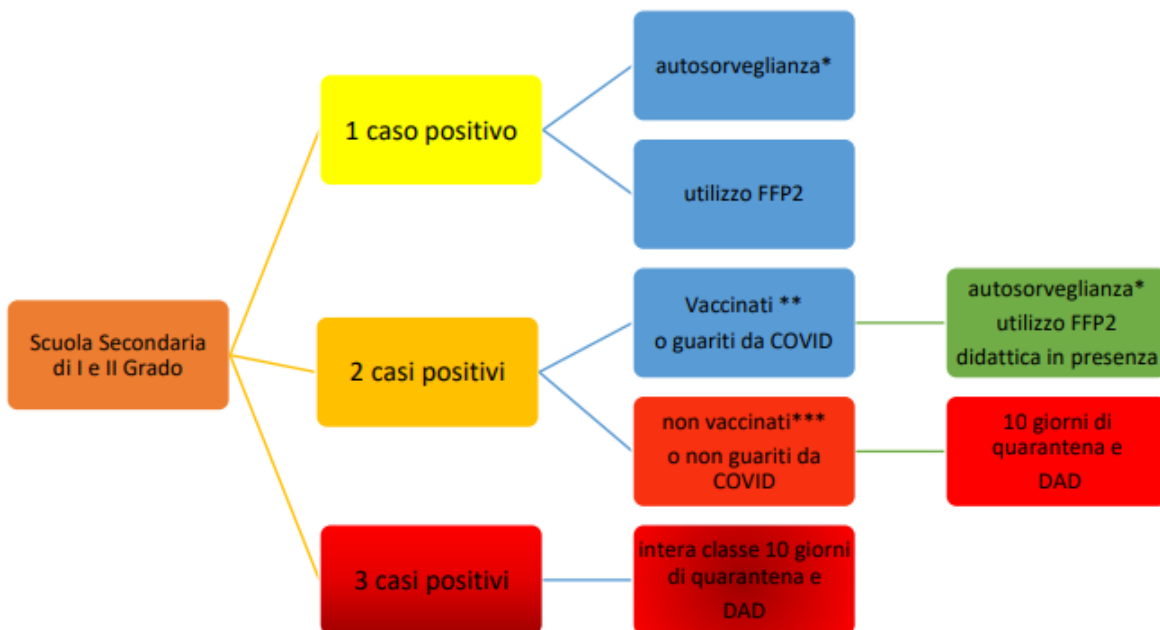 Scuola Secondaria
di I e II Grado
1 caso positivo
autosorveglianza*
utilizzo FFP2
2 casi positivi
Vaccinati **
o guariti da COVID
autosorveglianza*
utilizzo FFP2
didattica in presenza
non vaccinati***
o non guariti da
COVID
10 giorni di
quarantena e
DAD
3 casi positivi
intera classe 10 giorni
di quarantena e
DAD